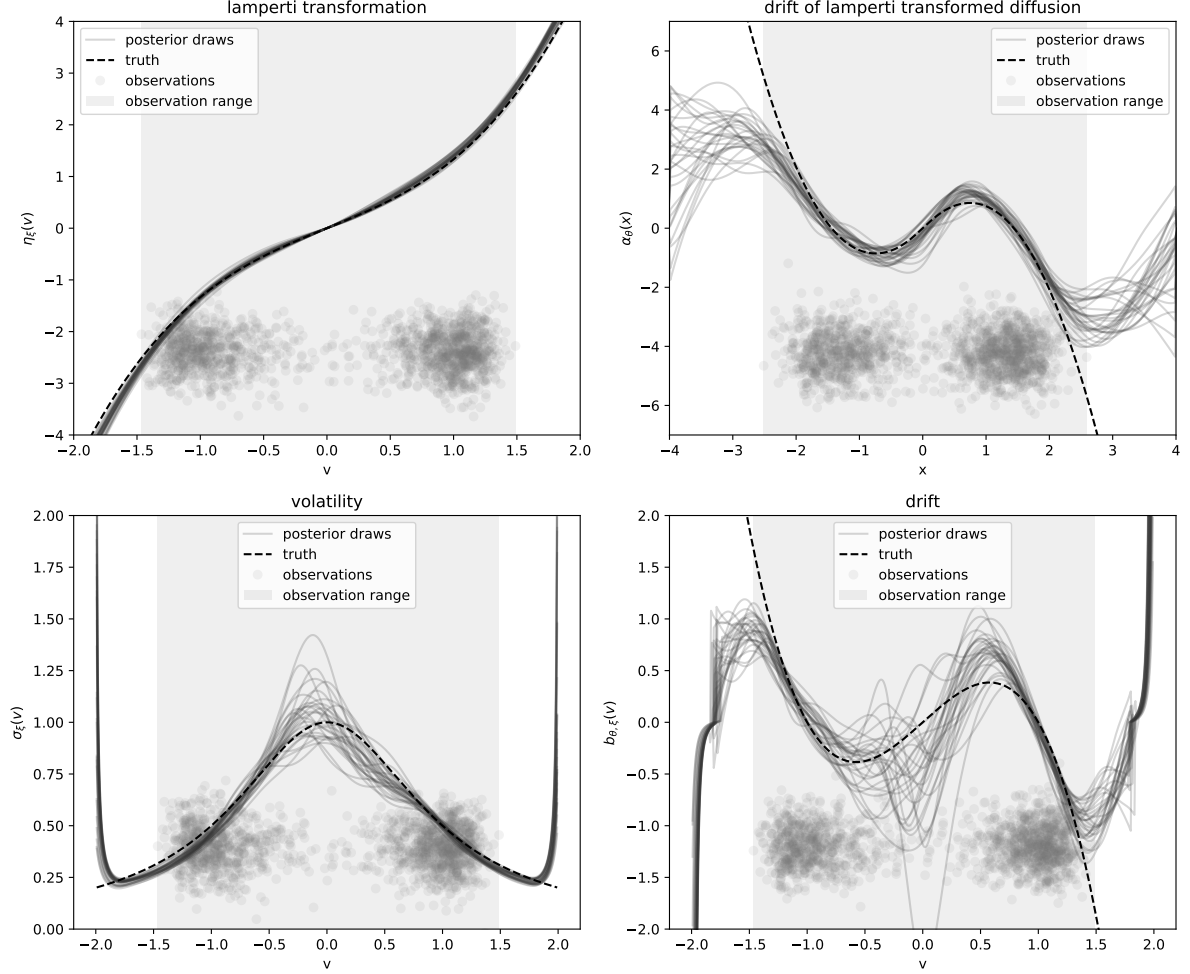 lamperti transformation
posterior draws
truth
observations
observation range
4
3
2
1
0
−1
−2
−3
−4
η_ξ(v)
−2.0 −1.5 −1.0 −0.5 0.0 0.5 1.0 1.5 2.0
v
drift of lamperti transformed diffusion
posterior draws
truth
observations
observation range
6
4
2
0
−2
−4
−6
α_θ(x)
−4 −3 −2 −1 0 1 2 3 4
x
volatility
posterior draws
truth
observations
observation range
2.00
1.75
1.50
1.25
1.00
0.75
0.50
0.25
0.00
σ_ξ(v)
−2.0 −1.5 −1.0 −0.5 0.0 0.5 1.0 1.5 2.0
v
drift
posterior draws
truth
observations
observation range
2.0
1.5
1.0
0.5
0.0
−0.5
−1.0
−1.5
−2.0
b_θ,ξ(v)
−2.0 −1.5 −1.0 −0.5 0.0 0.5 1.0 1.5 2.0
v